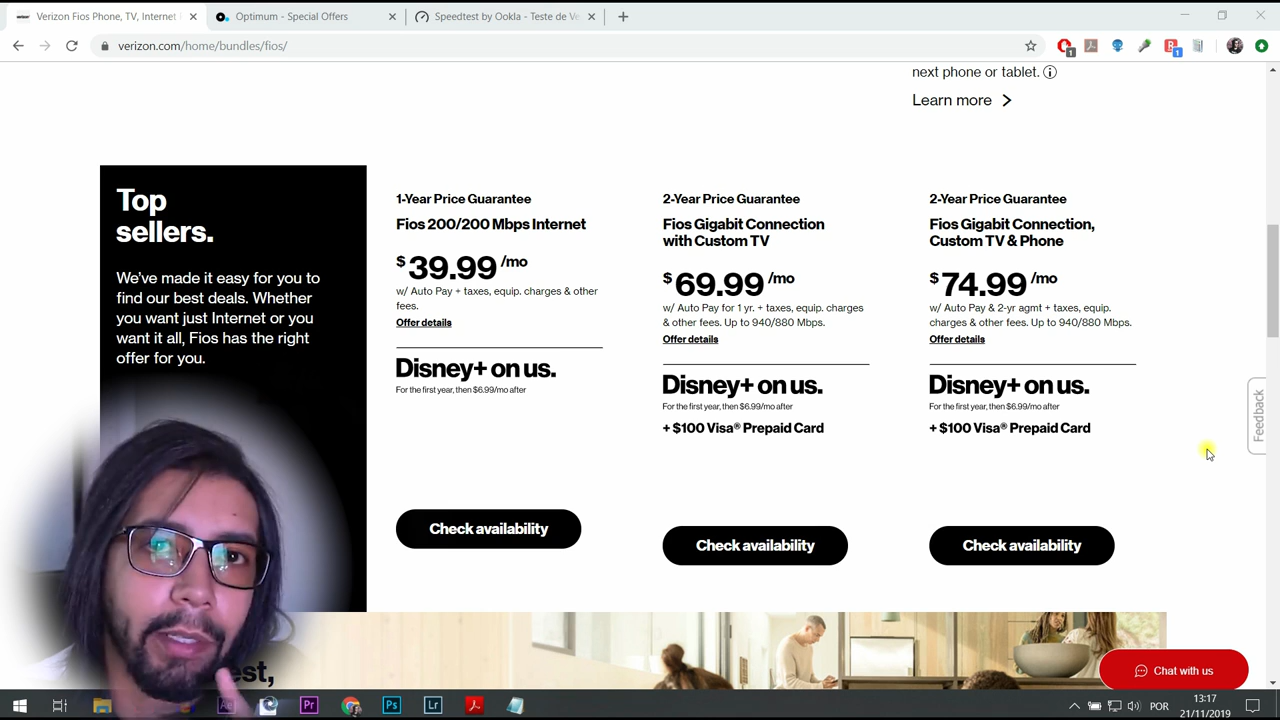 Verizon Fios Phone, TV, Internet
Optimum - Special Offers
Speedtest by Ookla - Teste de Ve
verizon.com/home/bundles/fios/
1
1
next phone or tablet.
Learn more
Top
sellers.
We've made it easy for you to
find our best deals. Whether
you want just Internet or you
want it all, Fios has the right
offer for you.
1-Year Price Guarantee
Fios 200/200 Mbps Internet
$39.99 /mo
w/ Auto Pay + taxes, equip. charges & other
fees.
Offer details
Disney+ on us.
For the first year, then $6.99/mo after
Check availability
2-Year Price Guarantee
Fios Gigabit Connection
with Custom TV
$69.99 /mo
w/ Auto Pay for 1 yr. + taxes, equip. charges
& other fees. Up to 940/880 Mbps.
Offer details
Disney+ on us.
For the first year, then $6.99/mo after
+ $100 Visa® Prepaid Card
Check availability
2-Year Price Guarantee
Fios Gigabit Connection,
Custom TV & Phone
$74.99 /mo
w/ Auto Pay & 2-yr agmt + taxes, equip.
charges & other fees. Up to 940/880 Mbps.
Offer details
Disney+ on us.
For the first year, then $6.99/mo after
+ $100 Visa® Prepaid Card
Check availability
Feedback
Chat with us
Ae
Pr
Ps
Lr
POR
13:17
21/11/2019